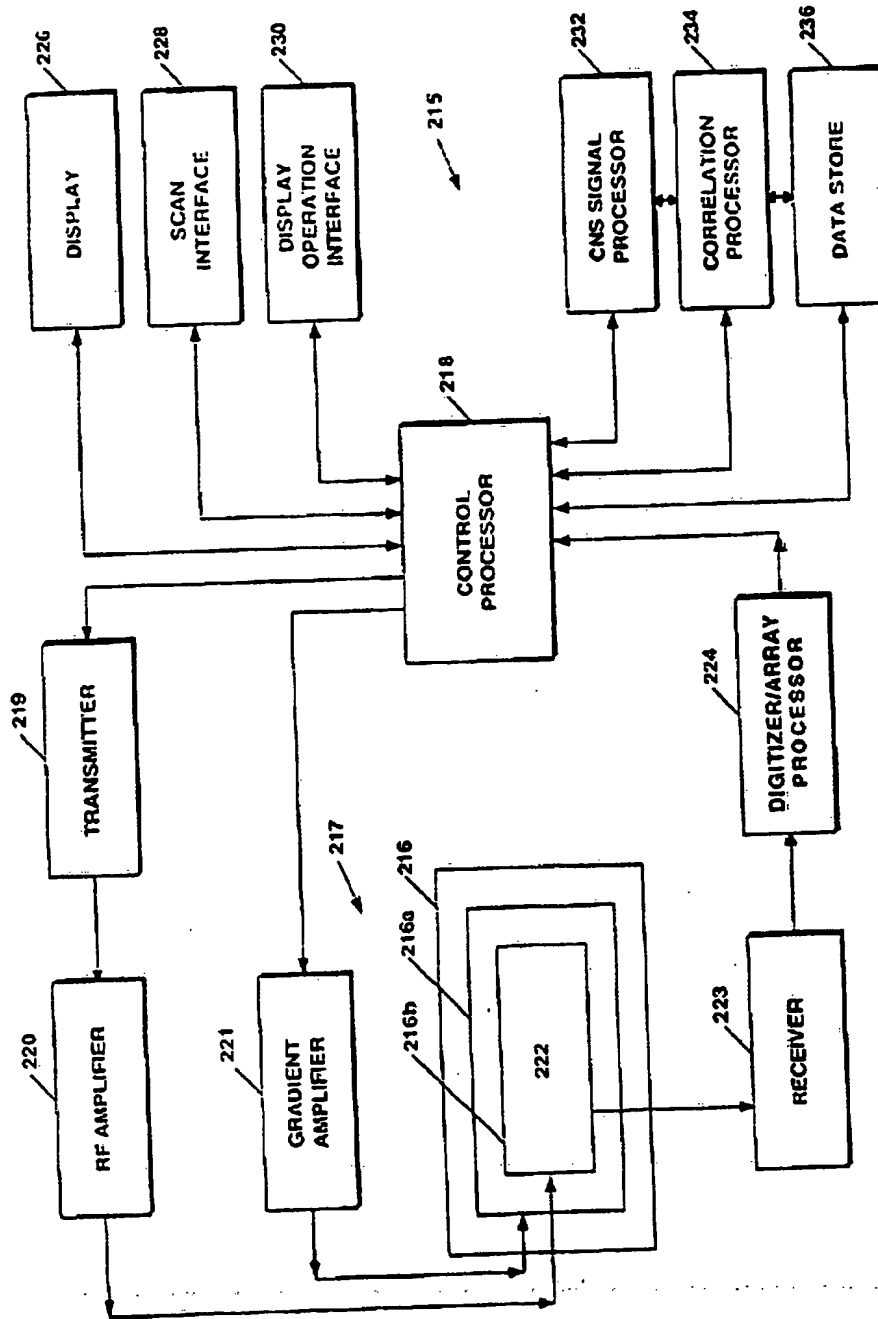 220
RF AMPLIFIER
219
TRANSMITTER
226
DISPLAY
228
SCAN
INTERFACE
230
DISPLAY
OPERATION
INTERFACE
221
GRADIENT
AMPLIFIER
217
215
218
CONTROL
PROCESSOR
216
216a
216b
222
232
CNS SIGNAL
PROCESSOR
234
CORRELATION
PROCESSOR
236
DATA STORE
223
RECEIVER
224
DIGITIZER/ARRAY
PROCESSOR